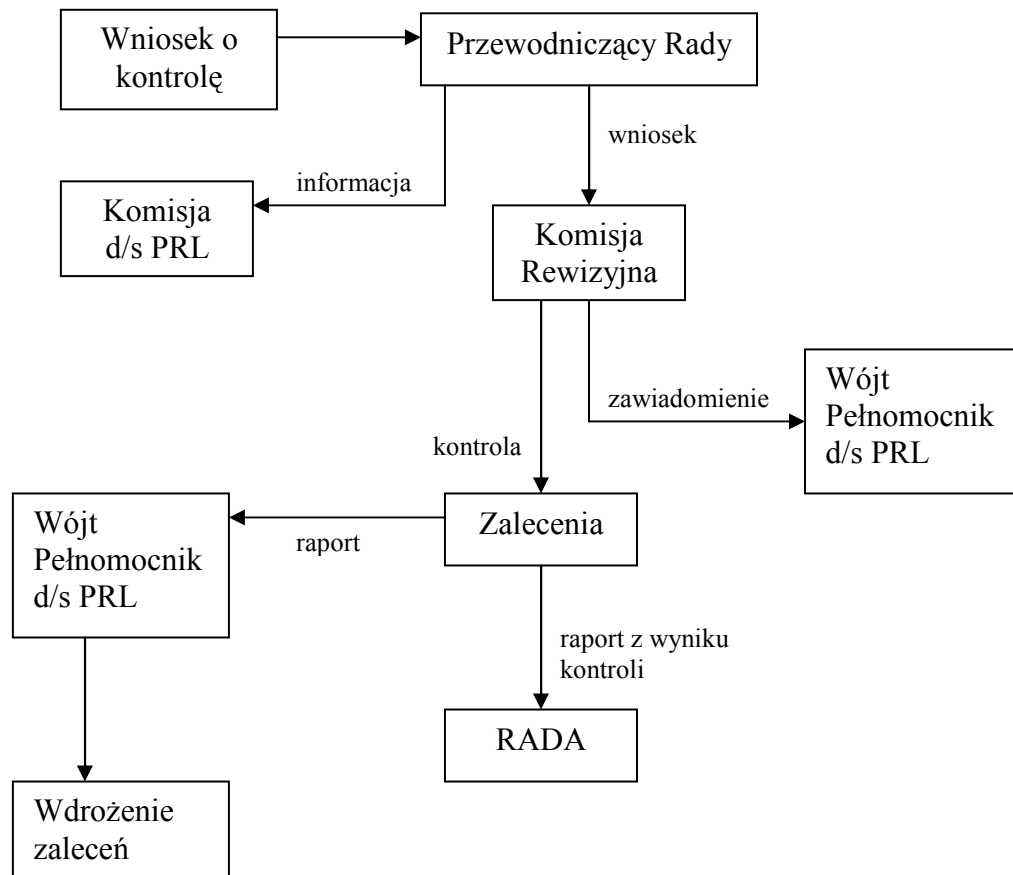 Wniosek o
kontrolę
Przewodniczący Rady
wniosek
informacja
Komisja
d/s PRL
Komisja
Rewizyjna
zawiadomienie
Wójt
Pełnomocnik
d/s PRL
kontrola
Zalecenia
raport
Wójt
Pełnomocnik
d/s PRL
raport z wyniku
kontroli
RADA
Wdrożenie
zaleceń